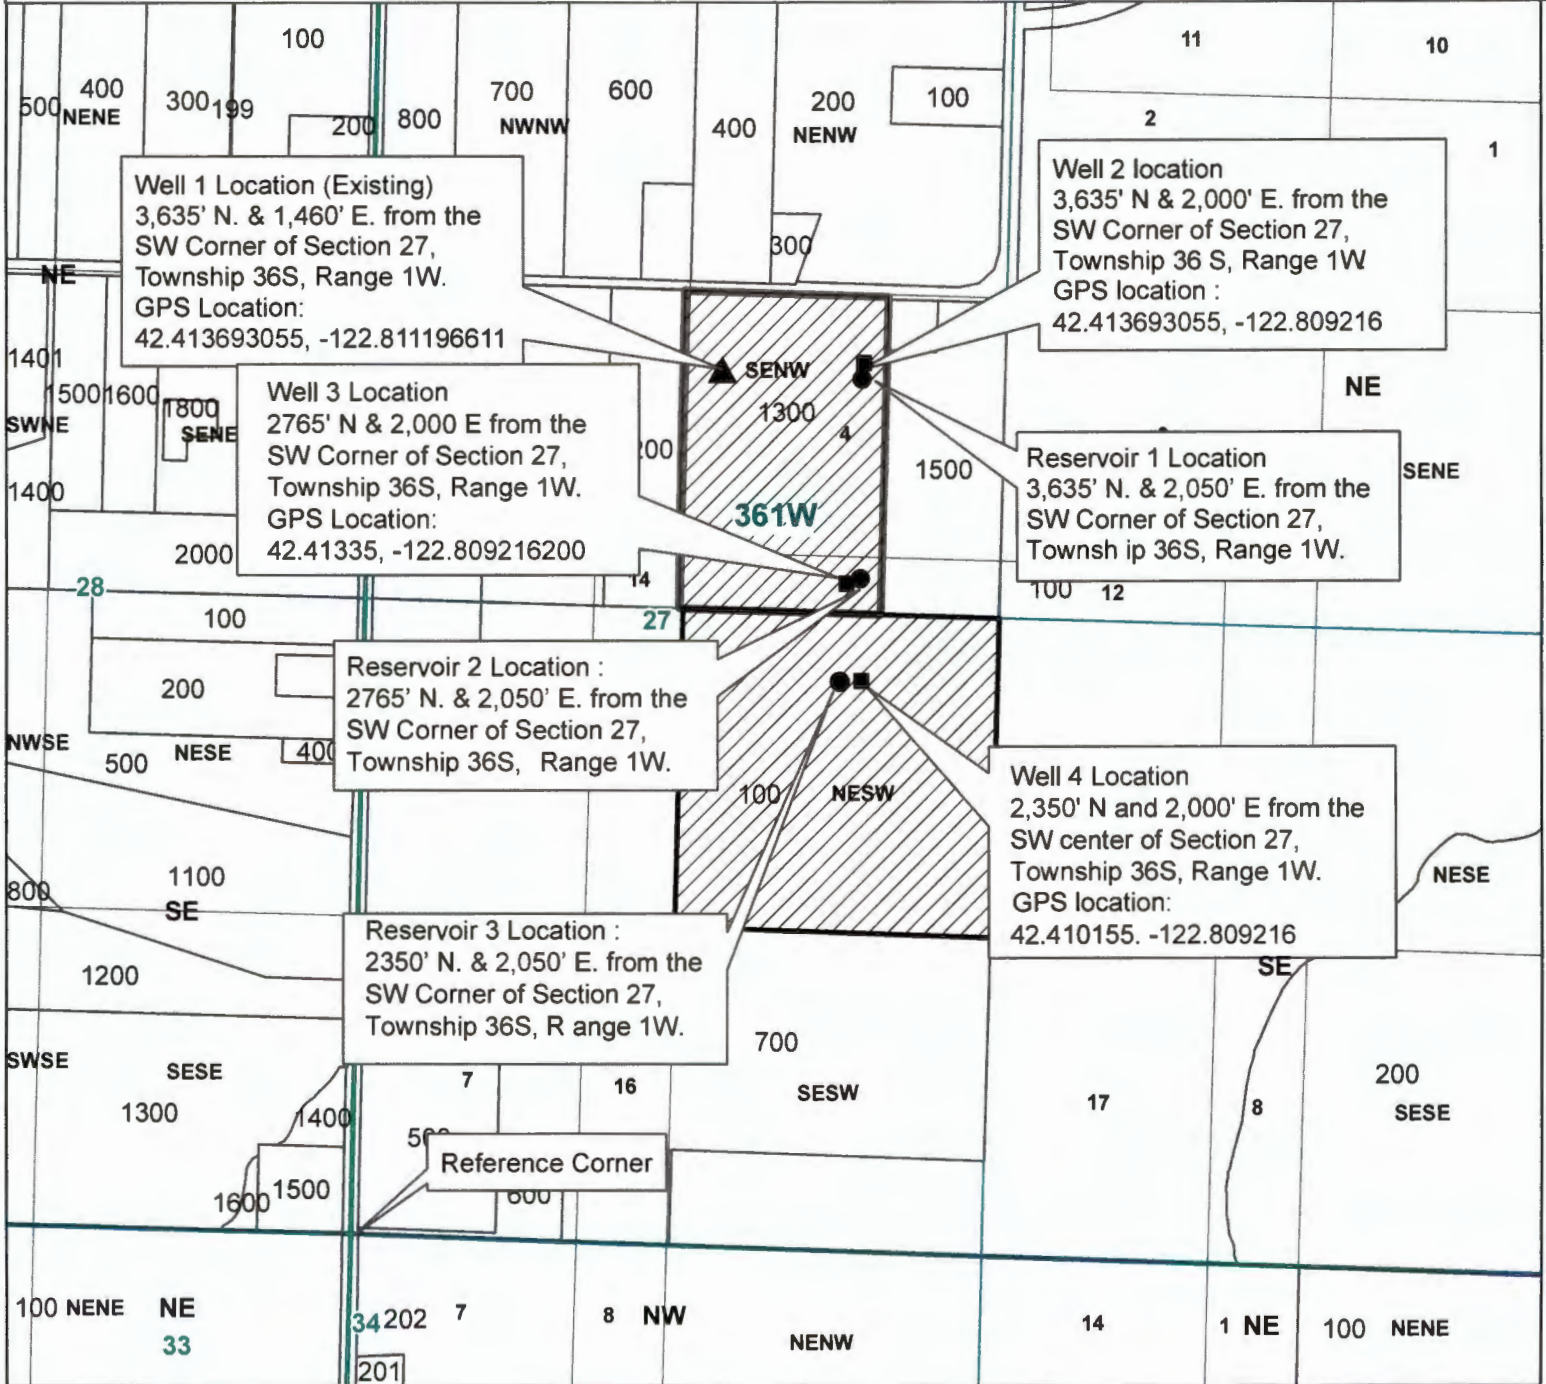 100
11
10
400
500
NENE
300
199
200
800
700
NWNW
600
400
200
NENW
100
2
1
Well 1 Location (Existing)
3,635' N. & 1,460' E. from the
SW Corner of Section 27,
Township 36S, Range 1W.
GPS Location:
42.413693055, -122.811196611
Well 2 location
3,635' N & 2,000' E. from the
SW Corner of Section 27,
Township 36 S, Range 1W
GPS location :
42.413693055, -122.809216
300
NE
1401
1500
1600
1800
SWNE
SENE
1400
Well 3 Location
2765' N & 2,000 E from the
SW Corner of Section 27,
Township 36S, Range 1W.
GPS Location:
42.41335, -122.809216200
SENW
1300
4
361W
1500
NE
Reservoir 1 Location
3,635' N. & 2,050' E. from the
SW Corner of Section 27,
Townsh ip 36S, Range 1W.
SENE
2000
28
14
27
100
12
100
200
NWSE
500
NESE
400
Reservoir 2 Location :
2765' N. & 2,050' E. from the
SW Corner of Section 27,
Township 36S, Range 1W.
100
NESW
Well 4 Location
2,350' N and 2,000' E from the
SW center of Section 27,
Township 36S, Range 1W.
GPS location:
42.410155. -122.809216
NESE
1100
800
SE
1200
Reservoir 3 Location :
2350' N. & 2,050' E. from the
SW Corner of Section 27,
Township 36S, R ange 1W.
SE
700
SWSE
SESE
1300
1400
7
16
SESW
17
8
200
SESE
Reference Corner
1600
1500
600
100 NENE NE
33
34
202
7
8
NW
NENW
14
1
NE
100
NENE
201